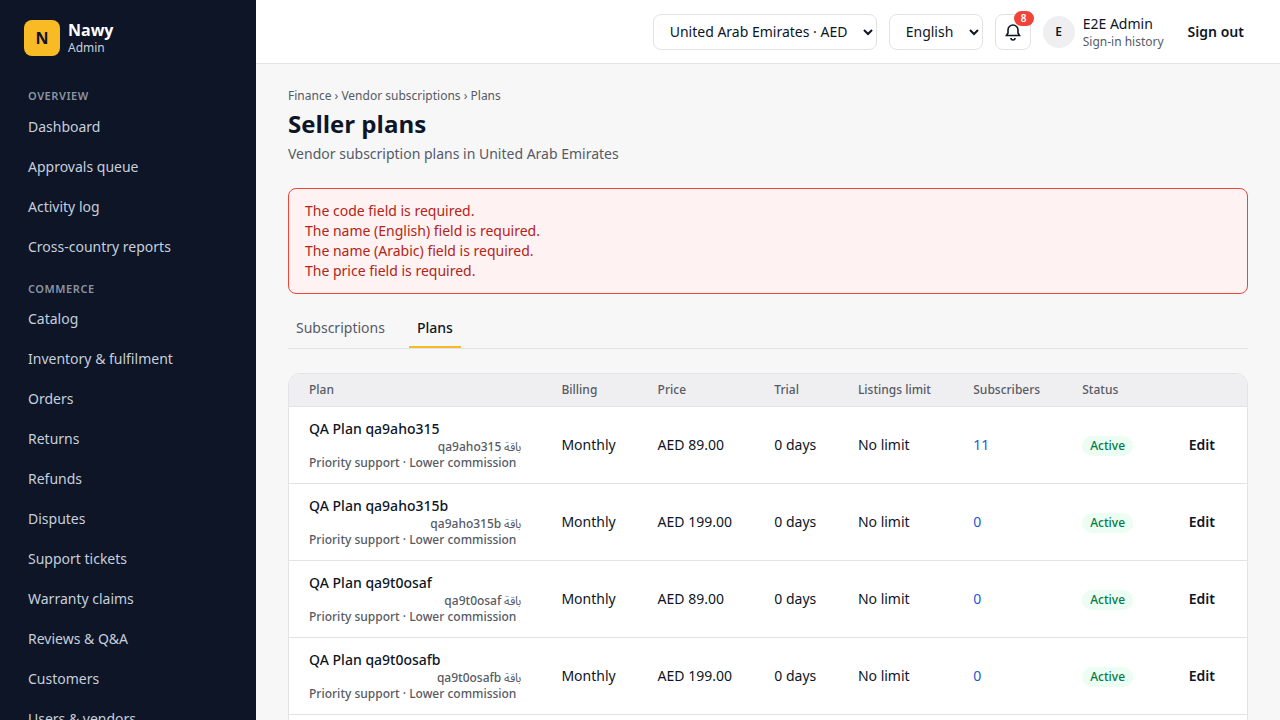 N
Nawy
Admin
United Arab Emirates · AED
English
8
E
E2E Admin
Sign-in history
Sign out
OVERVIEW
Dashboard
Approvals queue
Activity log
Cross-country reports
COMMERCE
Catalog
Inventory & fulfilment
Orders
Returns
Refunds
Disputes
Support tickets
Warranty claims
Reviews & Q&A
Customers
Users & vendors
Finance › Vendor subscriptions › Plans
Seller plans
Vendor subscription plans in United Arab Emirates
The code field is required.
The name (English) field is required.
The name (Arabic) field is required.
The price field is required.
Subscriptions Plans
Plan Billing Price Trial Listings limit Subscribers Status
QA Plan qa9aho315
باقة qa9aho315
Priority support · Lower commission
Monthly AED 89.00 0 days No limit 11 Active Edit
QA Plan qa9aho315b
باقة qa9aho315b
Priority support · Lower commission
Monthly AED 199.00 0 days No limit 0 Active Edit
QA Plan qa9t0osaf
باقة qa9t0osaf
Priority support · Lower commission
Monthly AED 89.00 0 days No limit 0 Active Edit
QA Plan qa9t0osafb
باقة qa9t0osafb
Priority support · Lower commission
Monthly AED 199.00 0 days No limit 0 Active Edit